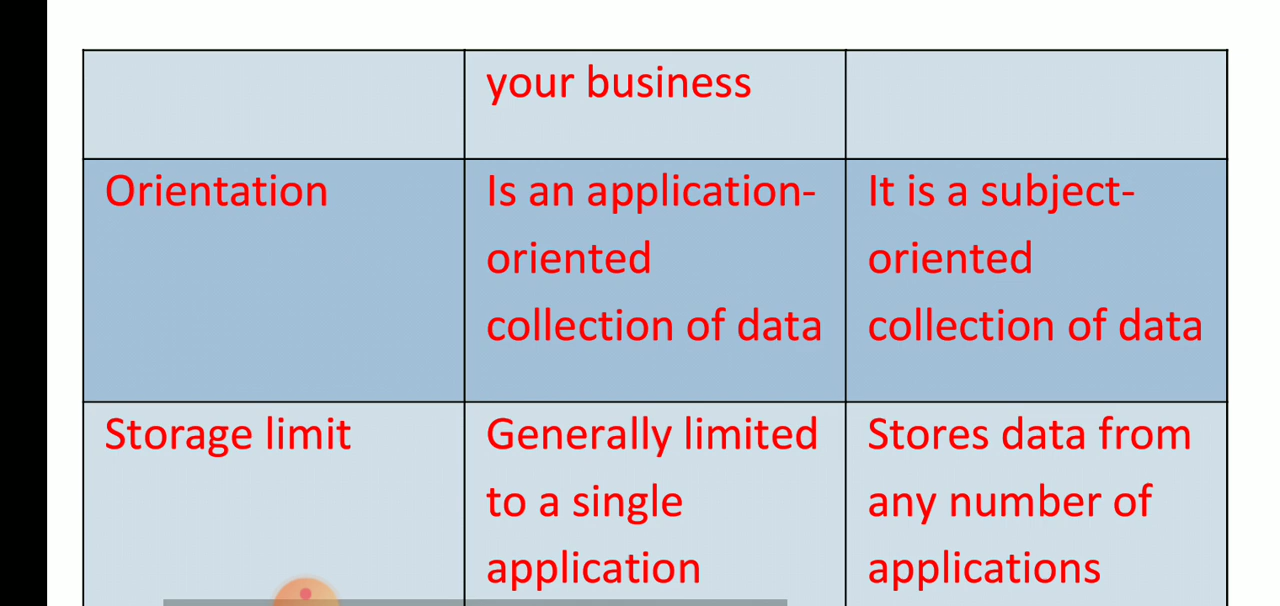 your business
Orientation
Is an application-
oriented
collection of data
It is a subject-
oriented
collection of data
Storage limit
Generally limited
to a single
application
Stores data from
any number of
applications